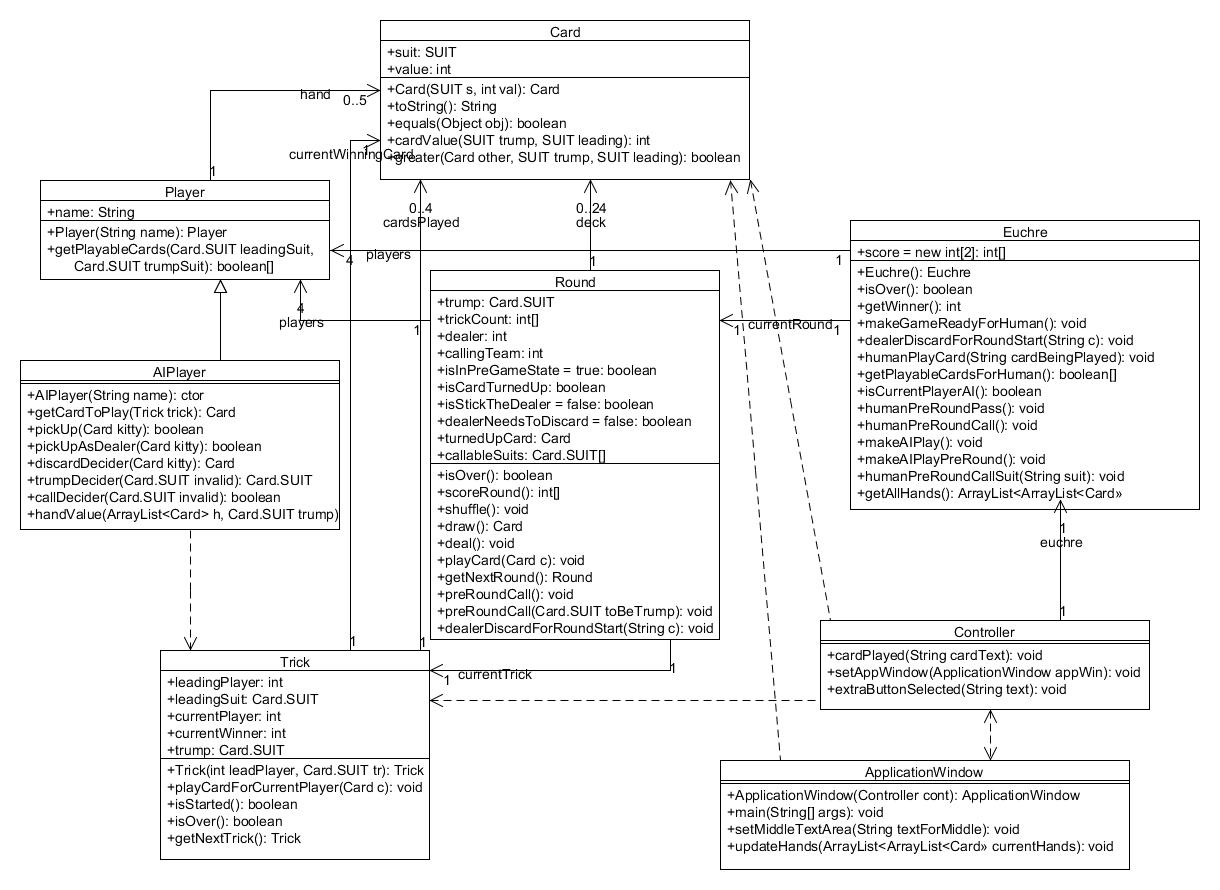 Card
+suit: SUIT
+value: int
+Card(SUIT s, int val): Card
+toString(): String
+equals(Object obj): boolean
+cardValue(SUIT trump, SUIT leading): int
+greater(Card other, SUIT trump, SUIT leading): boolean
hand
0..5
1
currentWinningCard
1
Player
+name: String
+Player(String name): Player
+getPlayableCards(Card.SUIT leadingSuit,
Card.SUIT trumpSuit): boolean[]
0..4
cardsPlayed
0..24
deck
1
4
players
1
Euchre
+score = new int[2]: int[]
+Euchre(): Euchre
+isOver(): boolean
+getWinner(): int
+makeGameReadyForHuman(): void
+dealerDiscardForRoundStart(String c): void
+humanPlayCard(String cardBeingPlayed): void
+getPlayableCardsForHuman(): boolean[]
+isCurrentPlayerAI(): boolean
+humanPreRoundPass(): void
+humanPreRoundCall(): void
+makeAIPlay(): void
+makeAIPlayPreRound(): void
+humanPreRoundCallSuit(String suit): void
+getAllHands(): ArrayList<ArrayList<Card»
4
players
1
1
currentRound
1
Round
+trump: Card.SUIT
+trickCount: int[]
+dealer: int
+callingTeam: int
+isInPreGameState = true: boolean
+isCardTurnedUp: boolean
+isStickTheDealer = false: boolean
+dealerNeedsToDiscard = false: boolean
+turnedUpCard: Card
+callableSuits: Card.SUIT[]
+isOver(): boolean
+scoreRound(): int[]
+shuffle(): void
+draw(): Card
+deal(): void
+playCard(Card c): void
+getNextRound(): Round
+preRoundCall(): void
+preRoundCall(Card.SUIT toBeTrump): void
+dealerDiscardForRoundStart(String c): void
AIPlayer
+AIPlayer(String name): ctor
+getCardToPlay(Trick trick): Card
+pickUp(Card kitty): boolean
+pickUpAsDealer(Card kitty): boolean
+discardDecider(Card kitty): Card
+trumpDecider(Card.SUIT invalid): Card.SUIT
+callDecider(Card.SUIT invalid): boolean
+handValue(ArrayList<Card> h, Card.SUIT trump)
1
euchre
1
Controller
+cardPlayed(String cardText): void
+setAppWindow(ApplicationWindow appWin): void
+extraButtonSelected(String text): void
1
1
1
currentTrick
1
Trick
+leadingPlayer: int
+leadingSuit: Card.SUIT
+currentPlayer: int
+currentWinner: int
+trump: Card.SUIT
+Trick(int leadPlayer, Card.SUIT tr): Trick
+playCardForCurrentPlayer(Card c): void
+isStarted(): boolean
+isOver(): boolean
+getNextTrick(): Trick
ApplicationWindow
+ApplicationWindow(Controller cont): ApplicationWindow
+main(String[] args): void
+setMiddleTextArea(String textForMiddle): void
+updateHands(ArrayList<ArrayList<Card» currentHands): void